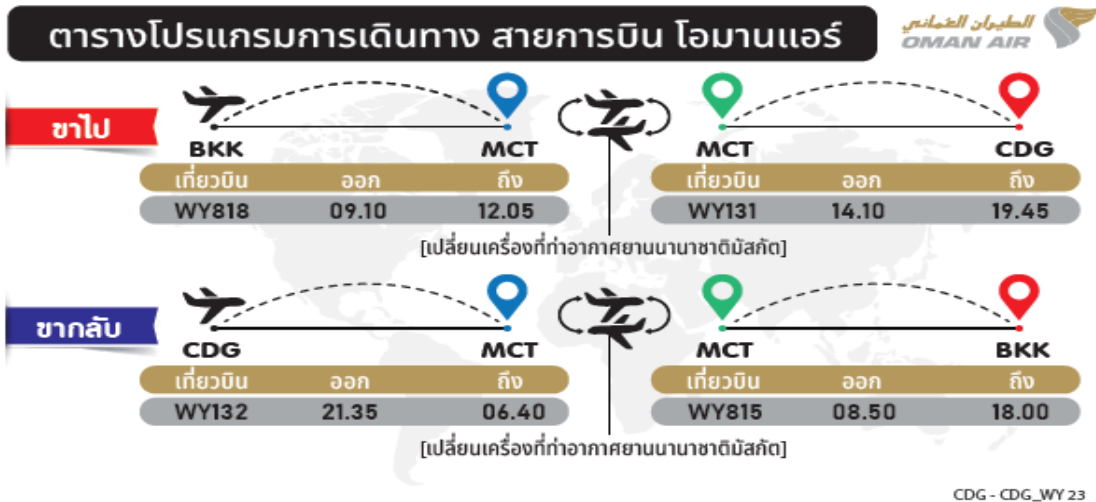 ตารางโปรแกรมการเดินทาง สายการบิน โอมานแอร์
الطيران العماني
OMAN AIR
ขาไป
BKK MCT MCT CDG
เที่ยวบิน ออก ถึง เที่ยวบิน ออก ถึง
WY818 09.10 12.05 WY131 14.10 19.45
[เปลี่ยนเครื่องที่ท่าอากาศยานนานาชาติมัสกัต]
ขากลับ
CDG MCT MCT BKK
เที่ยวบิน ออก ถึง เที่ยวบิน ออก ถึง
WY132 21.35 06.40 WY815 08.50 18.00
[เปลี่ยนเครื่องที่ท่าอากาศยานนานาชาติมัสกัต]
CDG - CDG_WY 23